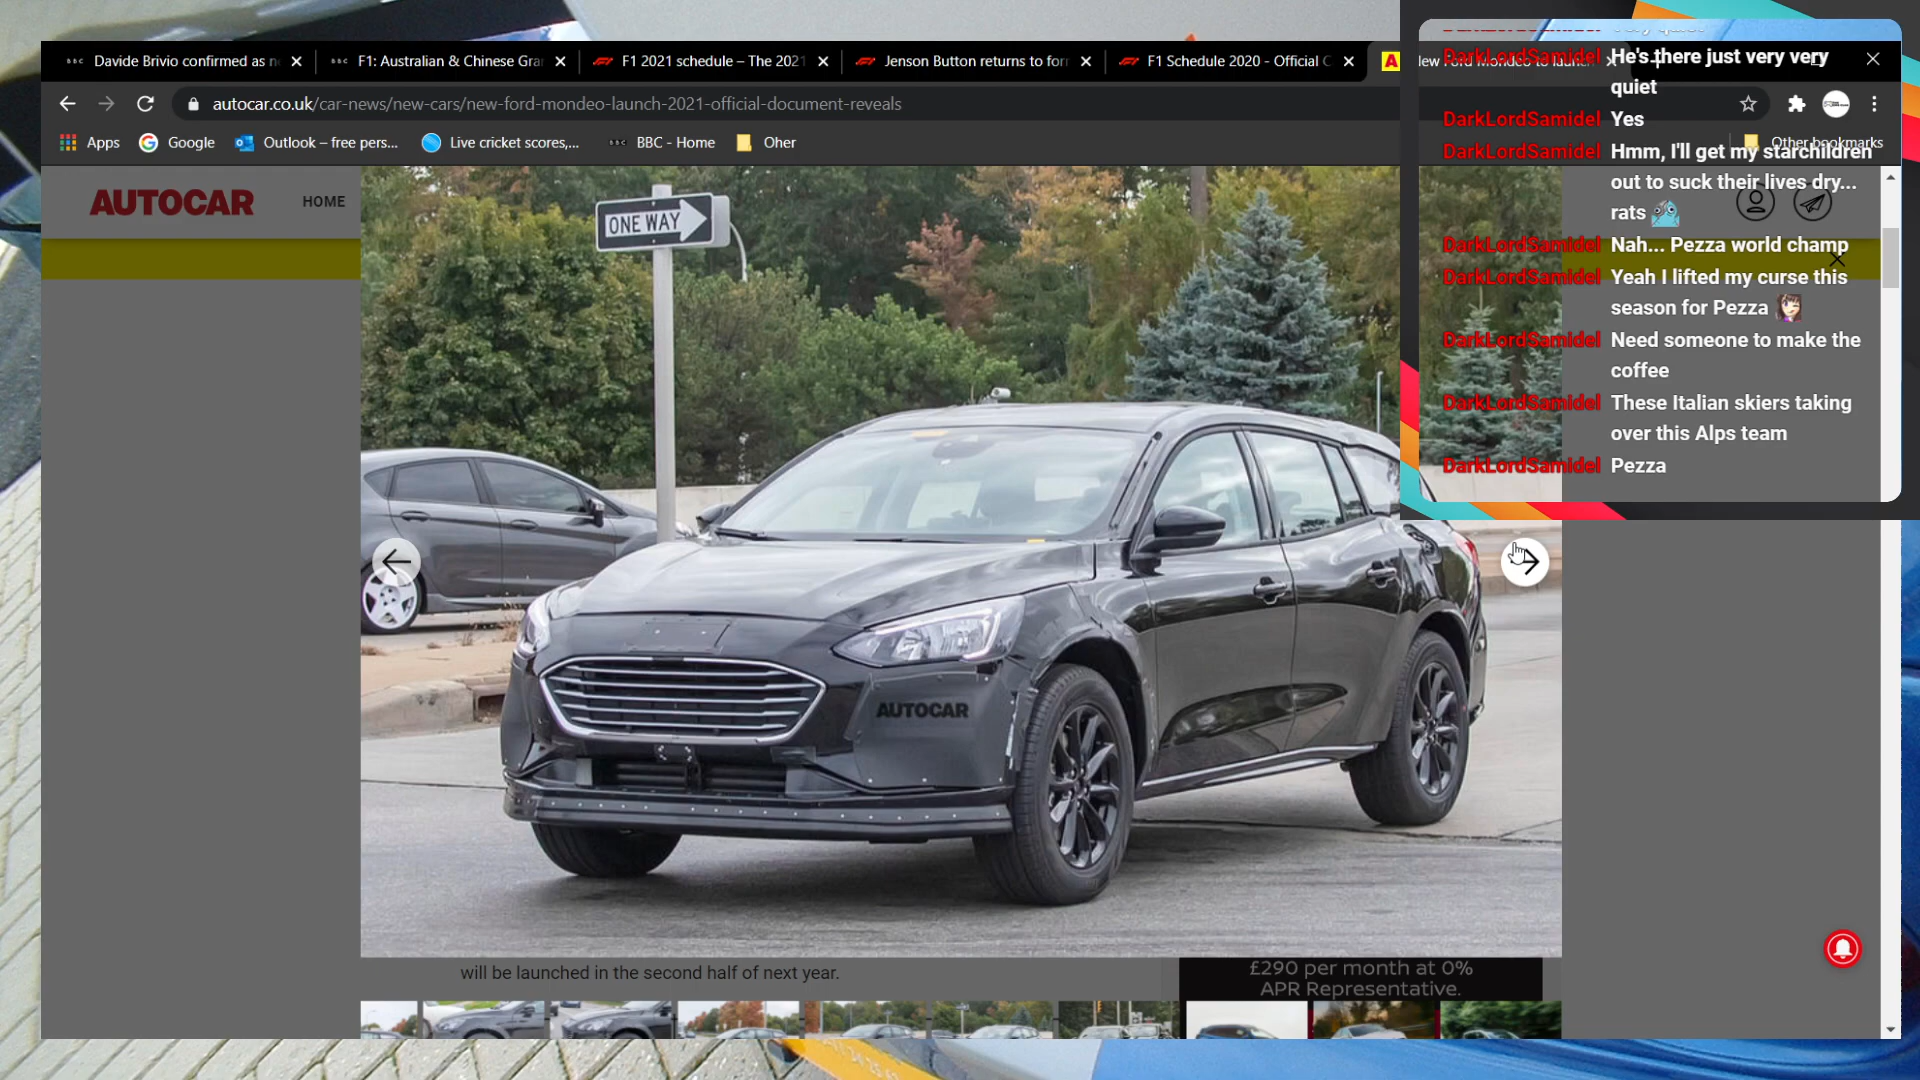 Davide Brivio confirmed as n
F1: Australian & Chinese Gra
F1 2021 schedule – The 2021
Jenson Button returns to for
F1 Schedule 2020 - Official C
New Ford Mondeo to launc
autocar.co.uk/car-news/new-cars/new-ford-mondeo-launch-2021-official-document-reveals
Apps
Google
Outlook – free pers...
Live cricket scores,...
BBC BBC - Home
Oher
Other bookmarks
AUTOCAR
HOME
ONE WAY
AUTOCAR
will be launched in the second half of next year.
£290 per month at 0%
APR Representative.
DarkLordSamidel He's there just very very
quiet
DarkLordSamidel Yes
DarkLordSamidel Hmm, I'll get my starchildren
out to suck their lives dry...
rats
DarkLordSamidel Nah... Pezza world champ
DarkLordSamidel Yeah I lifted my curse this
season for Pezza
DarkLordSamidel Need someone to make the
coffee
DarkLordSamidel These Italian skiers taking
over this Alps team
DarkLordSamidel Pezza